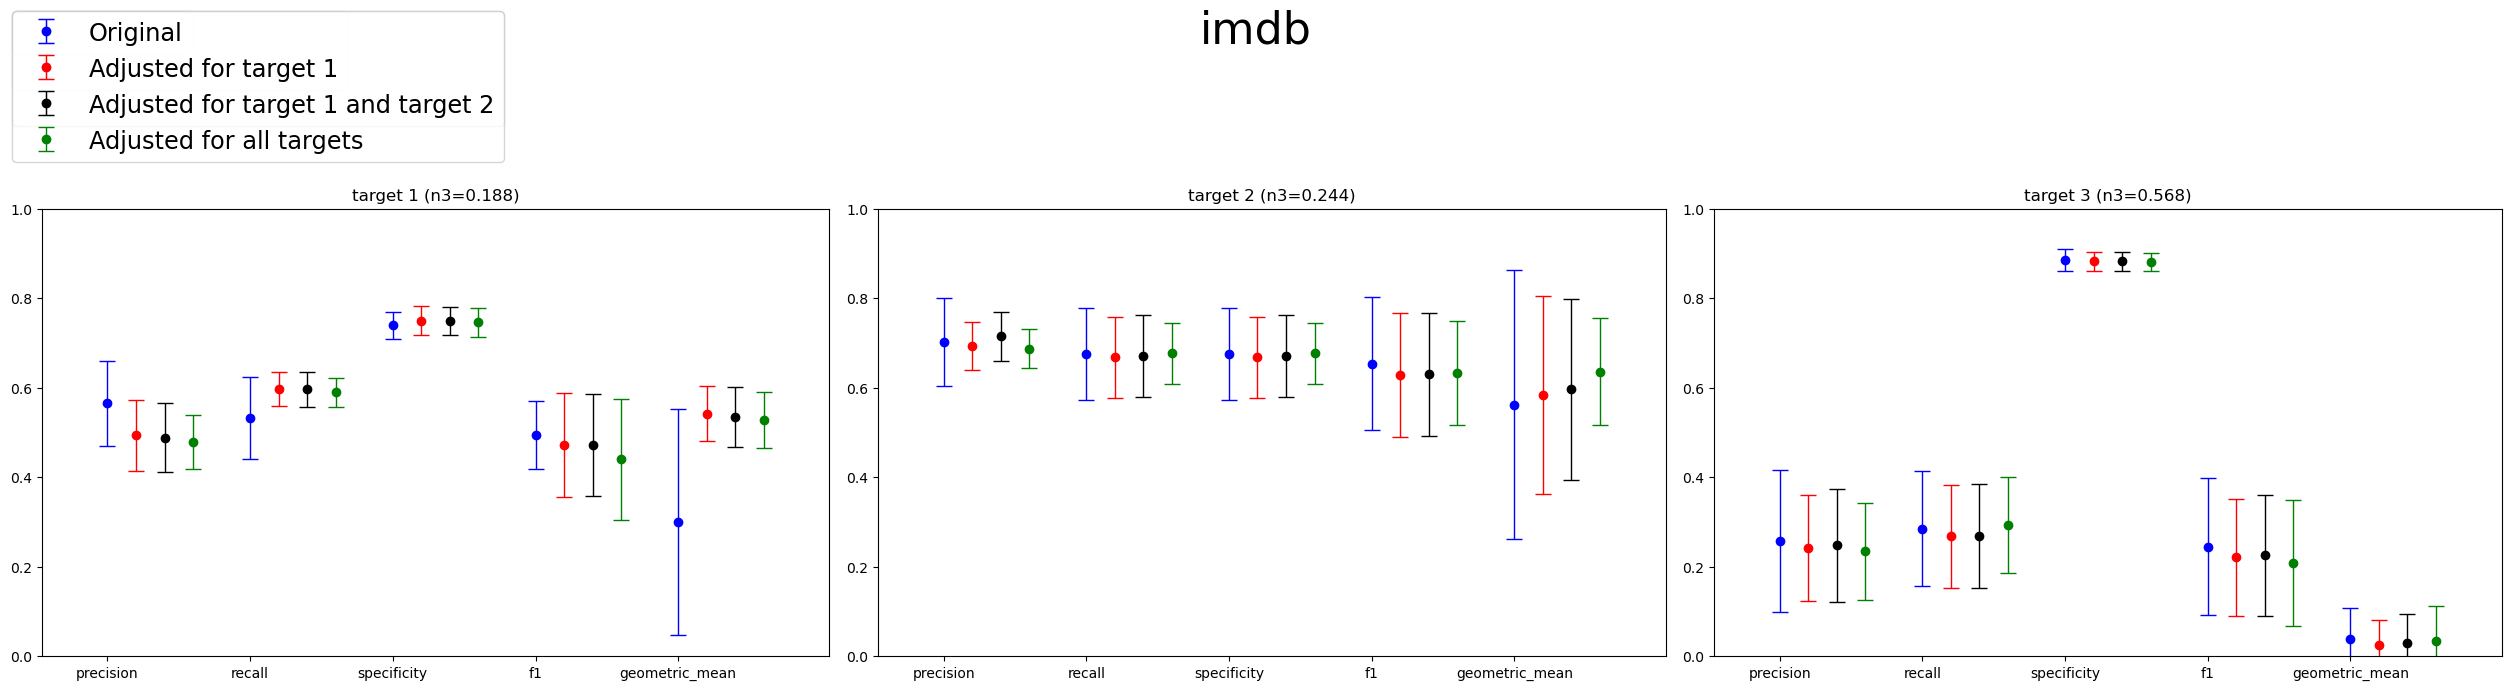 imdb
Original
Adjusted for target 1
Adjusted for target 1 and target 2
Adjusted for all targets
target 1 (n3=0.188)
1.0
0.8
0.6
0.4
0.2
0.0
precision recall specificity f1 geometric_mean
target 2 (n3=0.244)
1.0
0.8
0.6
0.4
0.2
0.0
precision recall specificity f1 geometric_mean
target 3 (n3=0.568)
1.0
0.8
0.6
0.4
0.2
0.0
precision recall specificity f1 geometric_mean